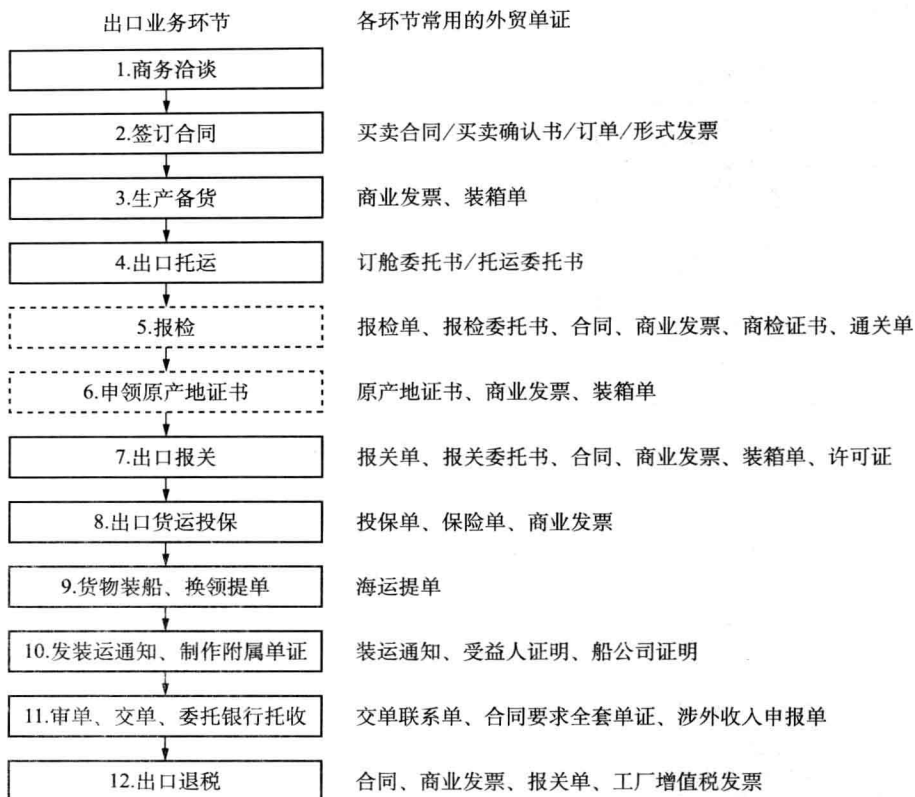 出口业务环节 各环节常用的外贸单证
1.商务洽谈
2.签订合同 买卖合同/买卖确认书/订单/形式发票
3.生产备货 商业发票、装箱单
4.出口托运 订舱委托书/托运委托书
5.报检 报检单、报检委托书、合同、商业发票、商检证书、通关单
6.申领原产地证书 原产地证书、商业发票、装箱单
7.出口报关 报关单、报关委托书、合同、商业发票、装箱单、许可证
8.出口货运投保 投保单、保险单、商业发票
9.货物装船、换领提单 海运提单
10.发装运通知、制作附属单证 装运通知、受益人证明、船公司证明
11.审单、交单、委托银行托收 交单联系单、合同要求全套单证、涉外收入申报单
12.出口退税 合同、商业发票、报关单、工厂增值税发票